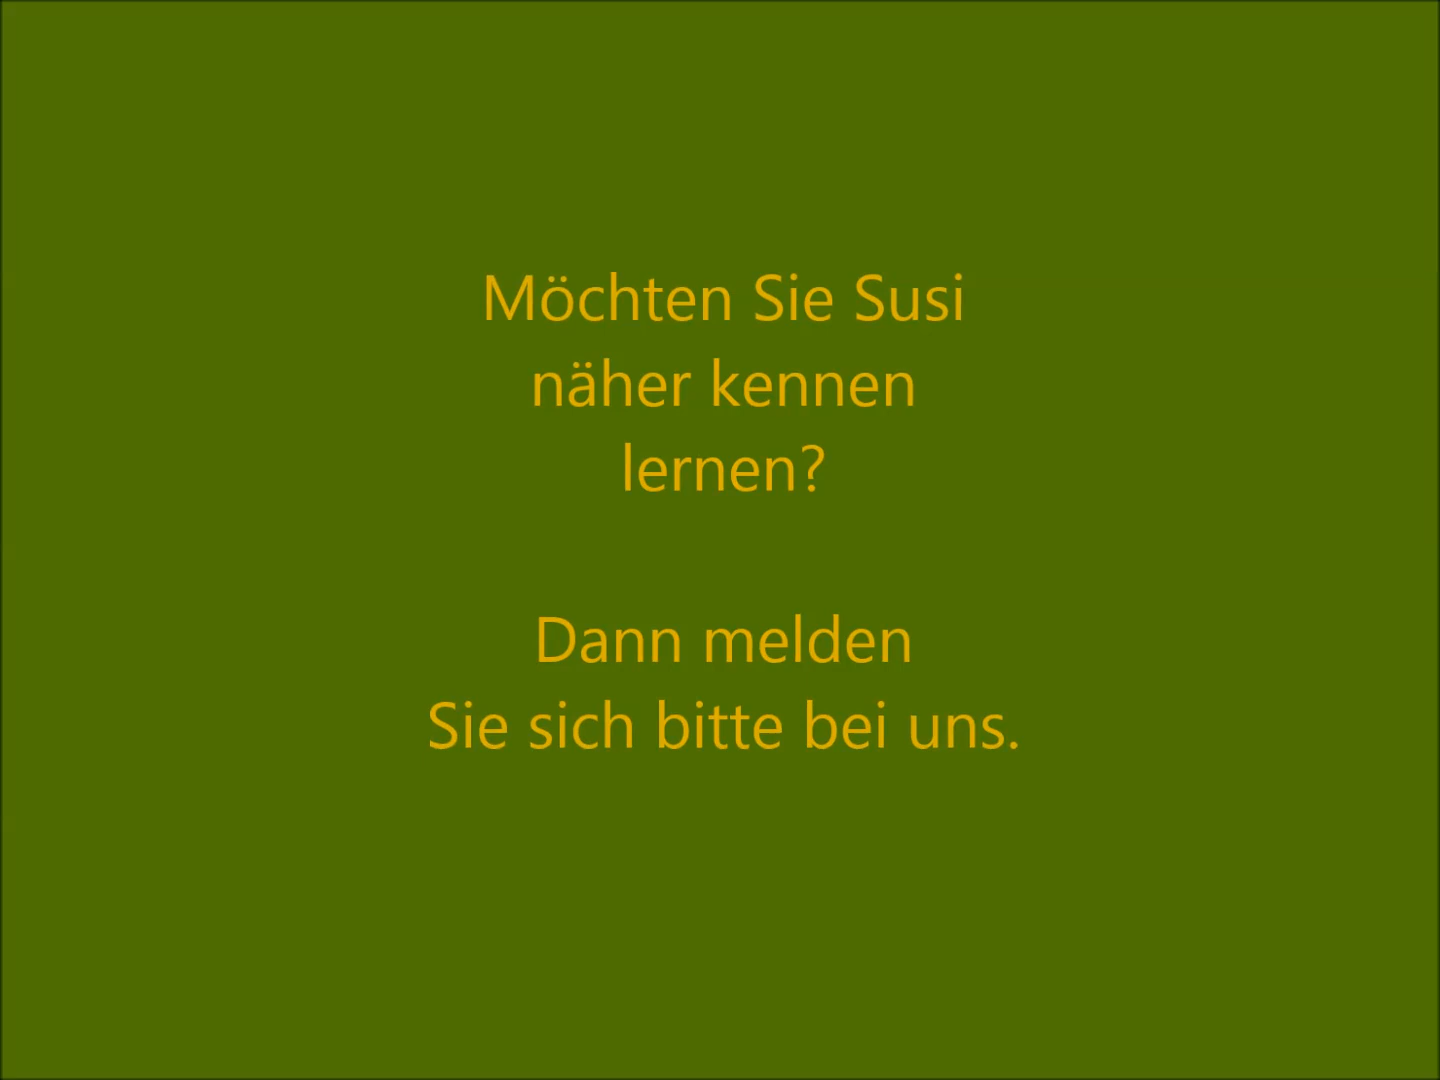 Möchten Sie Susi
näher kennen
lernen?
Dann melden
Sie sich bitte bei uns.